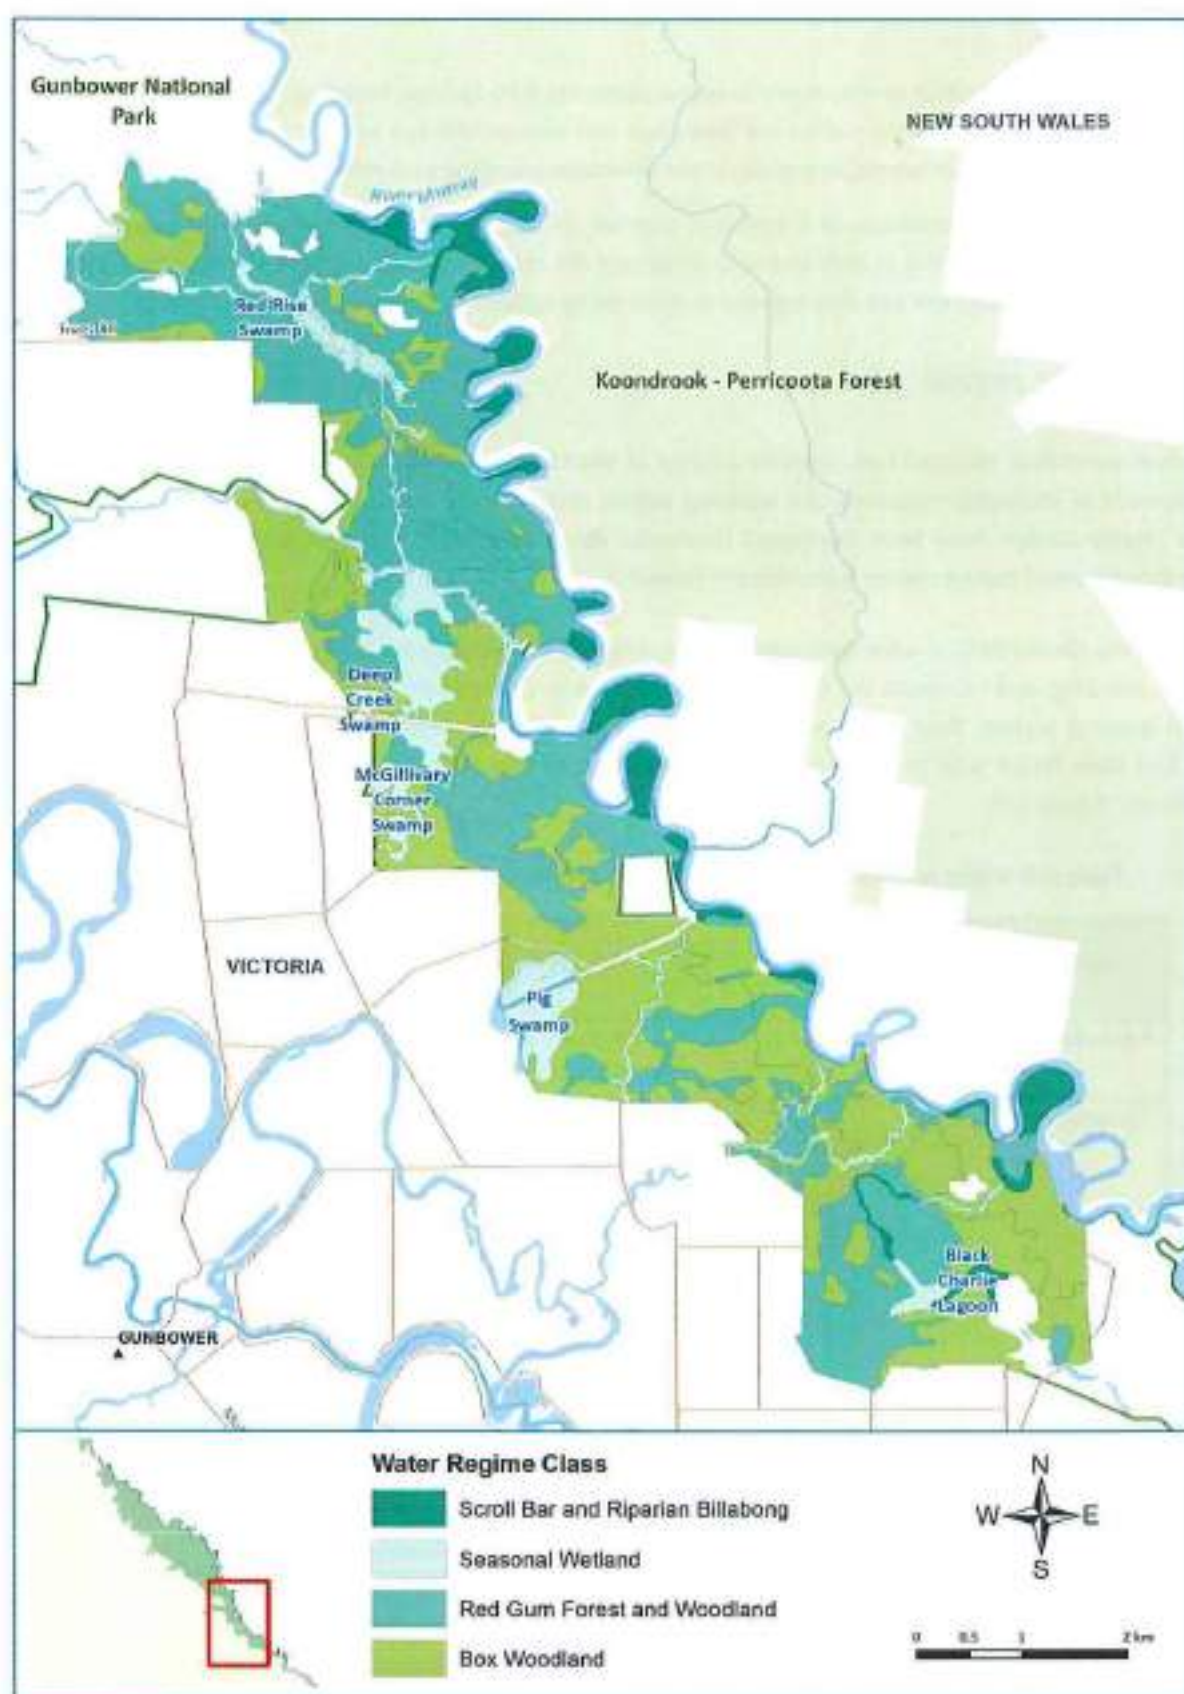 Gunbower National
Park
NEW SOUTH WALES
River Murray
Red Rise
Swamp
Koondrook - Perricoota Forest
Deep
Creek
Swamp
McGillivary
Corner
Swamp
VICTORIA
Pig
Swamp
Black
Charlie
Lagoon
GUNBOWER
Water Regime Class
Scroll Bar and Riparian Billabong
Seasonal Wetland
Red Gum Forest and Woodland
Box Woodland
N
W E
S
0 0.5 1 2 km